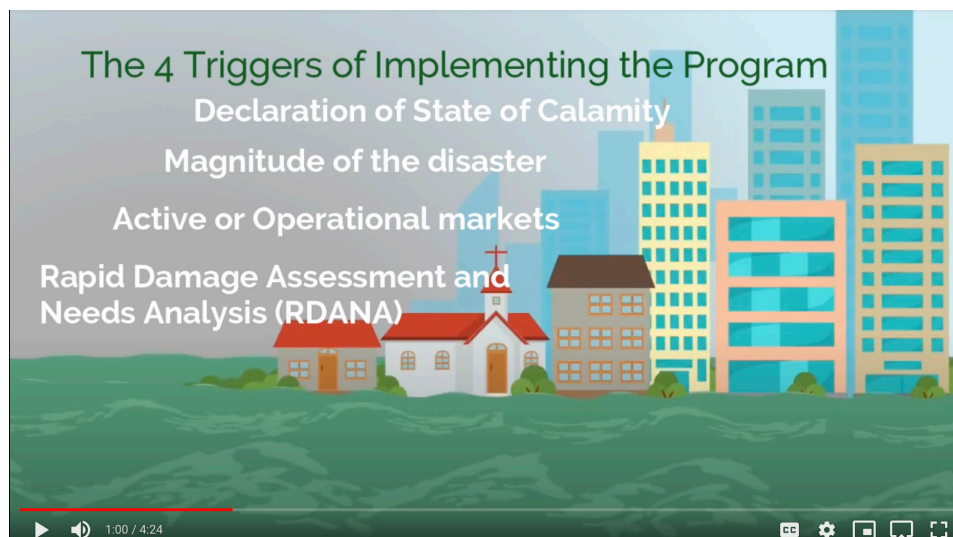 The 4 Triggers of Implementing the Program
Declaration of State of Calamity
Magnitude of the disaster
Active or Operational markets
Rapid Damage Assessment and
Needs Analysis (RDANA)
1:00 / 4:24
CC